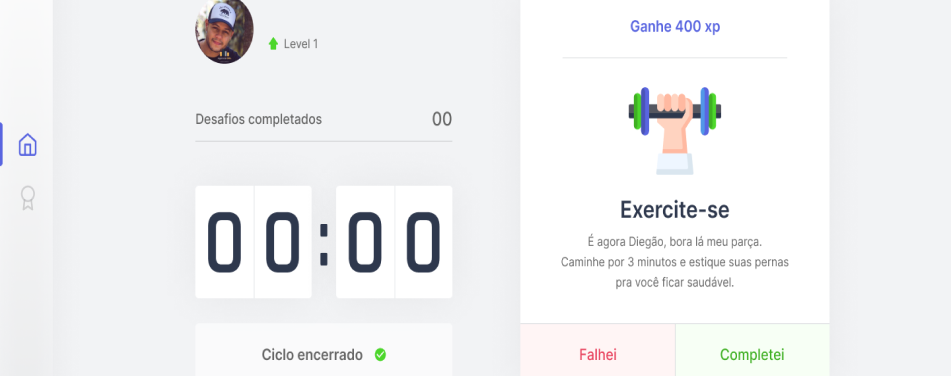 Level 1
Desafios completados 00
00:00
Ciclo encerrado
Ganhe 400 xp
Exercite-se
É agora Diegão, bora lá meu parça.
Caminhe por 3 minutos e estique suas pernas
pra você ficar saudável.
Falhei
Completei